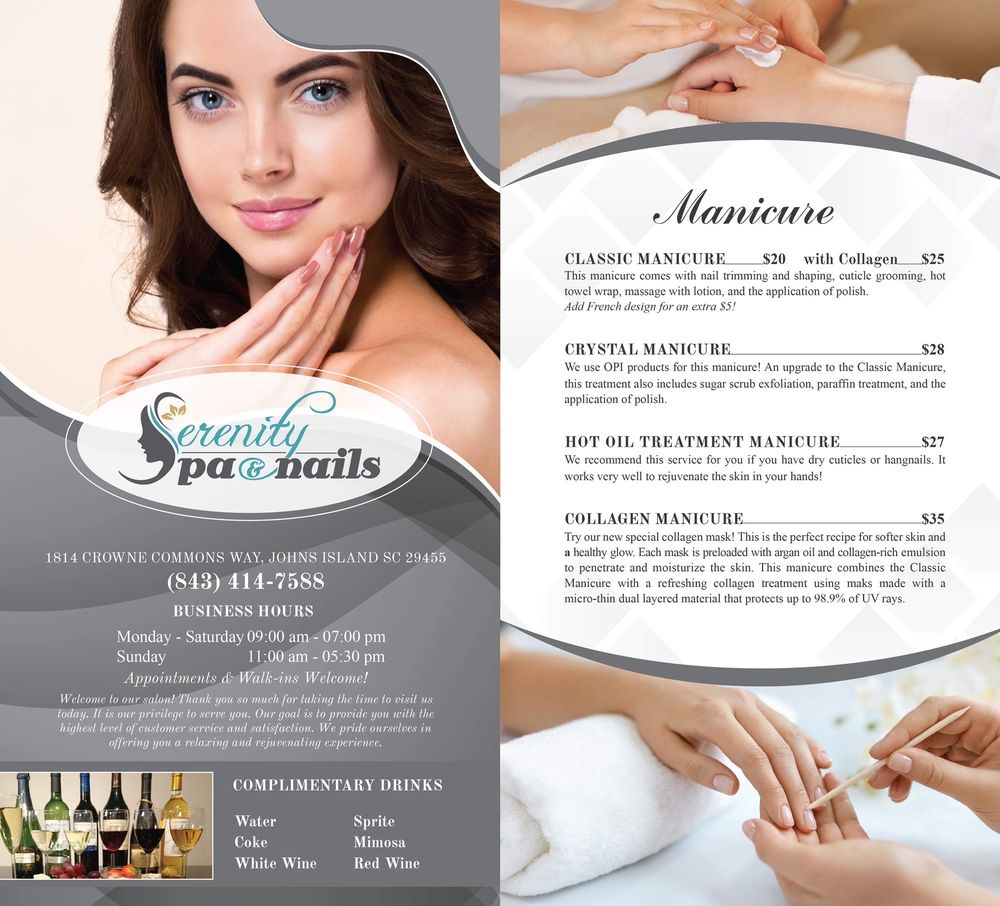 Serenity
Spa & nails
1814 CROWNE COMMONS WAY, JOHNS ISLAND SC 29455
(843) 414-7588
BUSINESS HOURS
Monday - Saturday 09:00 am - 07:00 pm
Sunday 11:00 am - 05:30 pm
Appointments & Walk-ins Welcome!
Welcome to our salon! Thank you so much for taking the time to visit us
today. It is our privilege to serve you. Our goal is to provide you with the
highest level of customer service and satisfaction. We pride ourselves in
offering you a relaxing and rejuvenating experience.
COMPLIMENTARY DRINKS
Water Sprite
Coke Mimosa
White Wine Red Wine
Manicure
CLASSIC MANICURE_____$20 with Collagen___$25
This manicure comes with nail trimming and shaping, cuticle grooming, hot
towel wrap, massage with lotion, and the application of polish.
Add French design for an extra $5!
CRYSTAL MANICURE_________________________$28
We use OPI products for this manicure! An upgrade to the Classic Manicure,
this treatment also includes sugar scrub exfoliation, paraffin treatment, and the
application of polish.
HOT OIL TREATMENT MANICURE___________$27
We recommend this service for you if you have dry cuticles or hangnails. It
works very well to rejuvenate the skin in your hands!
COLLAGEN MANICURE_______________________$35
Try our new special collagen mask! This is the perfect recipe for softer skin and
a healthy glow. Each mask is preloaded with argan oil and collagen-rich emulsion
to penetrate and moisturize the skin. This manicure combines the Classic
Manicure with a refreshing collagen treatment using maks made with a
micro-thin dual layered material that protects up to 98.9% of UV rays.